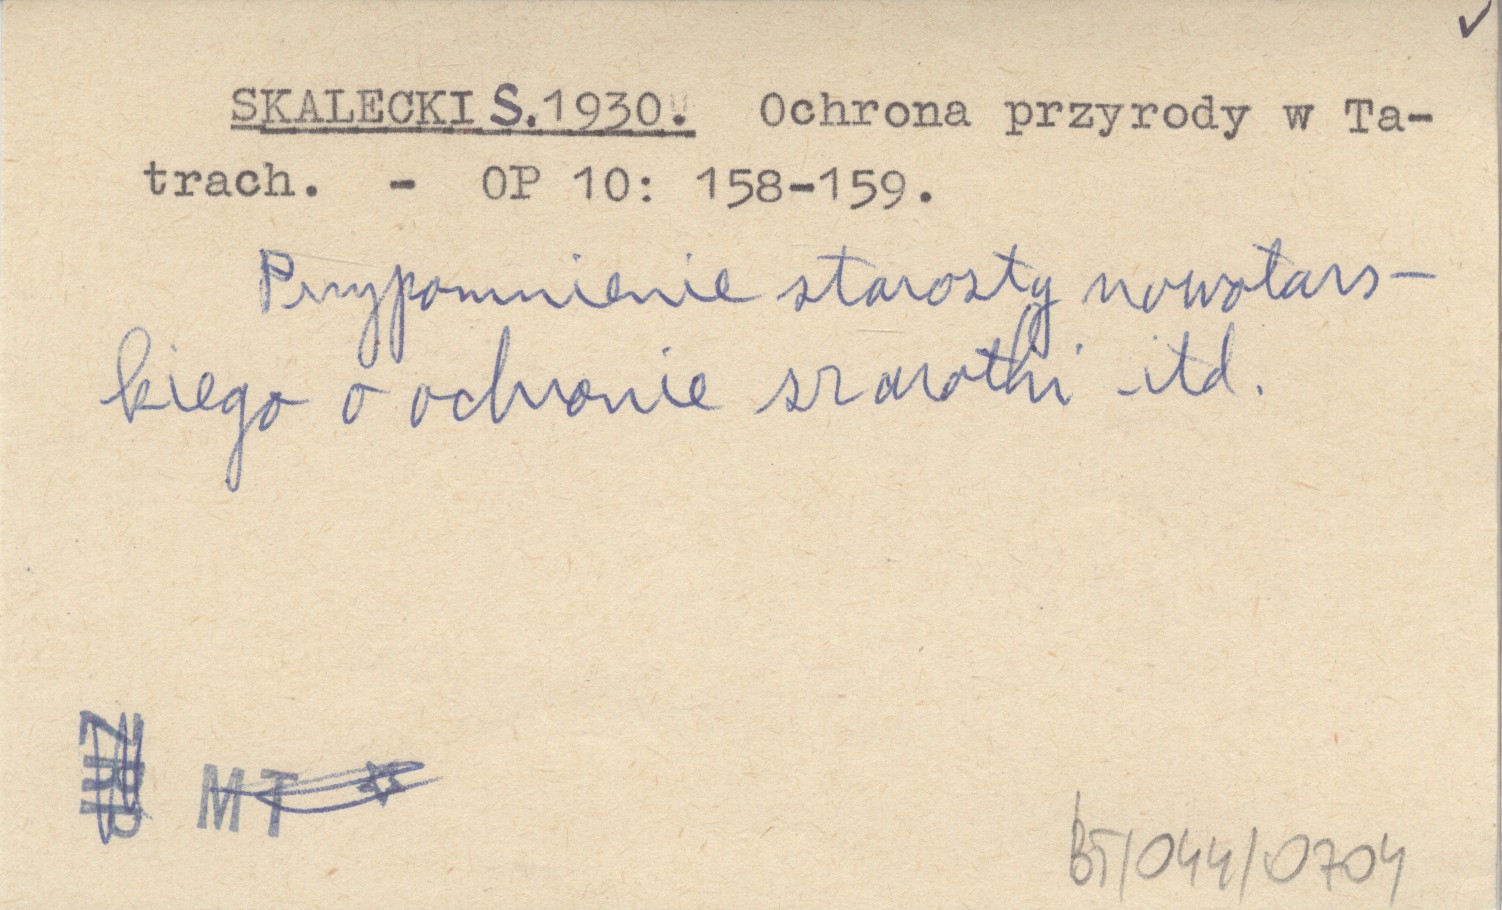 SKALECKI S. 1930. Ochrona przyrody w Ta-
trach. - OP 10: 158-159.
Przypomnienie starosty nowotars-
kiego o ochronie szarotki itd.
MT
BT/044/0704